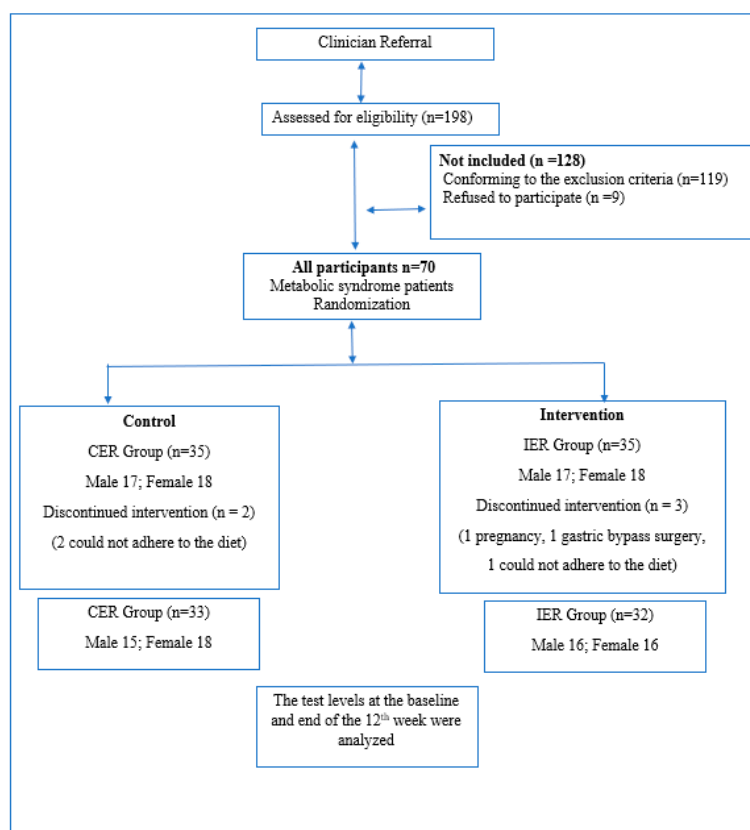 Clinician Referral
Assessed for eligibility (n=198)
Not included (n =128)
Conforming to the exclusion criteria (n=119)
Refused to participate (n =9)
All participants n=70
Metabolic syndrome patients
Randomization
Control
CER Group (n=35)
Male 17; Female 18
Discontinued intervention (n = 2)
(2 could not adhere to the diet)
Intervention
IER Group (n=35)
Male 17; Female 18
Discontinued intervention (n = 3)
(1 pregnancy, 1 gastric bypass surgery,
1 could not adhere to the diet)
CER Group (n=33)
Male 15; Female 18
IER Group (n=32)
Male 16; Female 16
The test levels at the baseline
and end of the 12th week were
analyzed